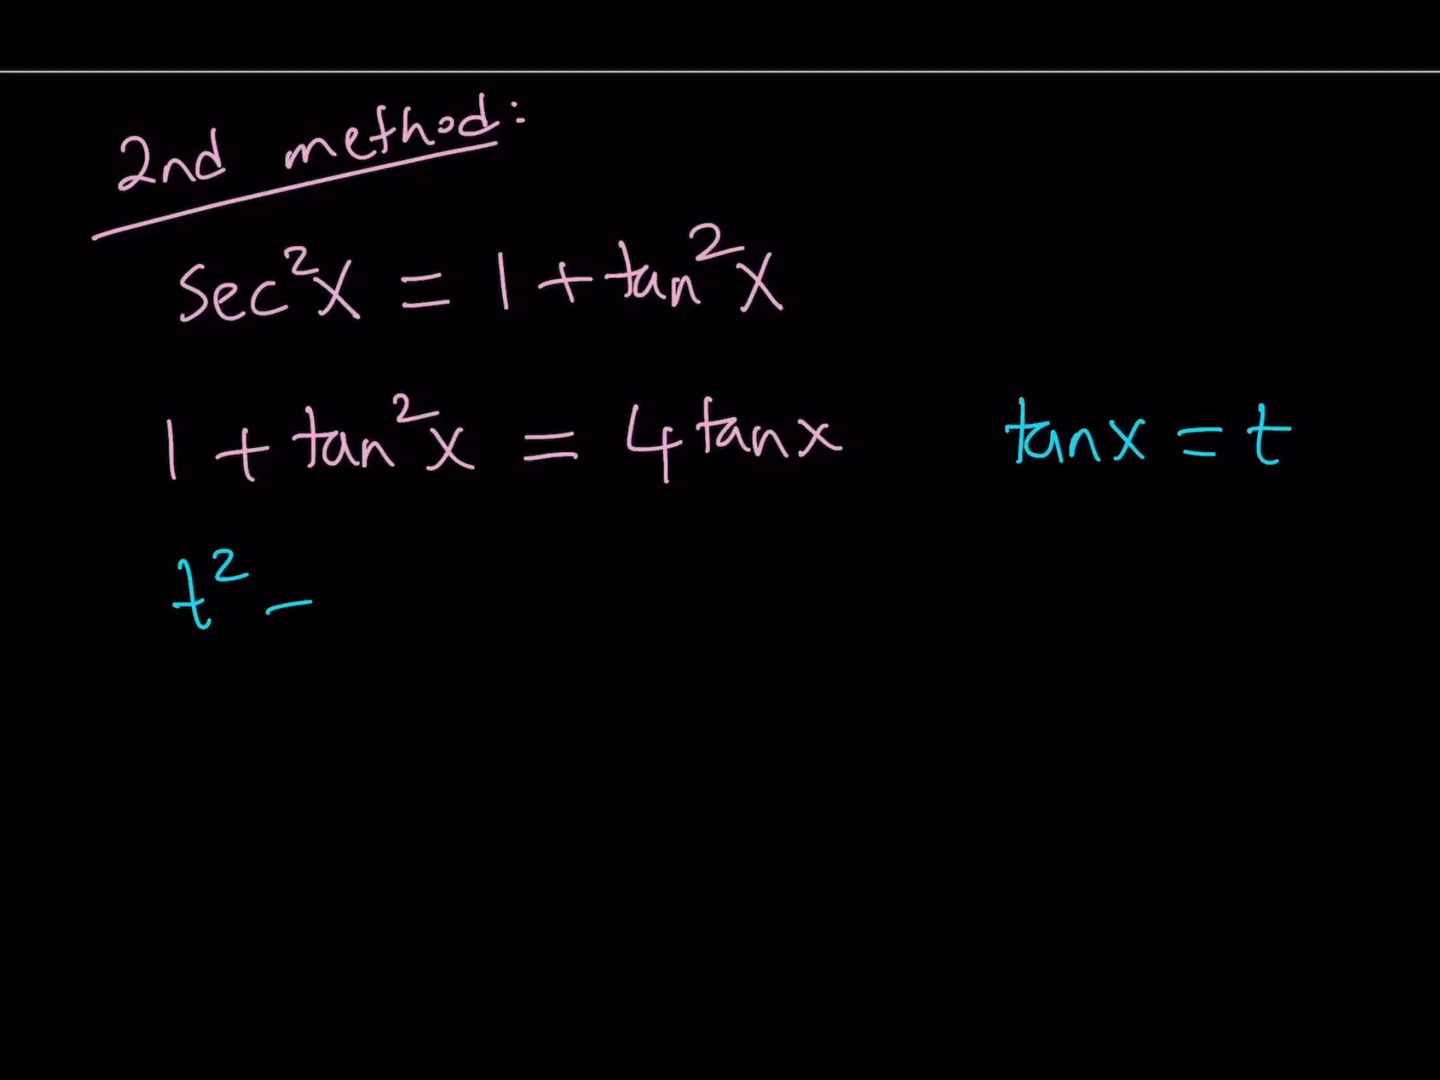 2nd method:
sec²x = 1 + tan²x
1 + tan²x = 4 tanx tanx = t
t² −